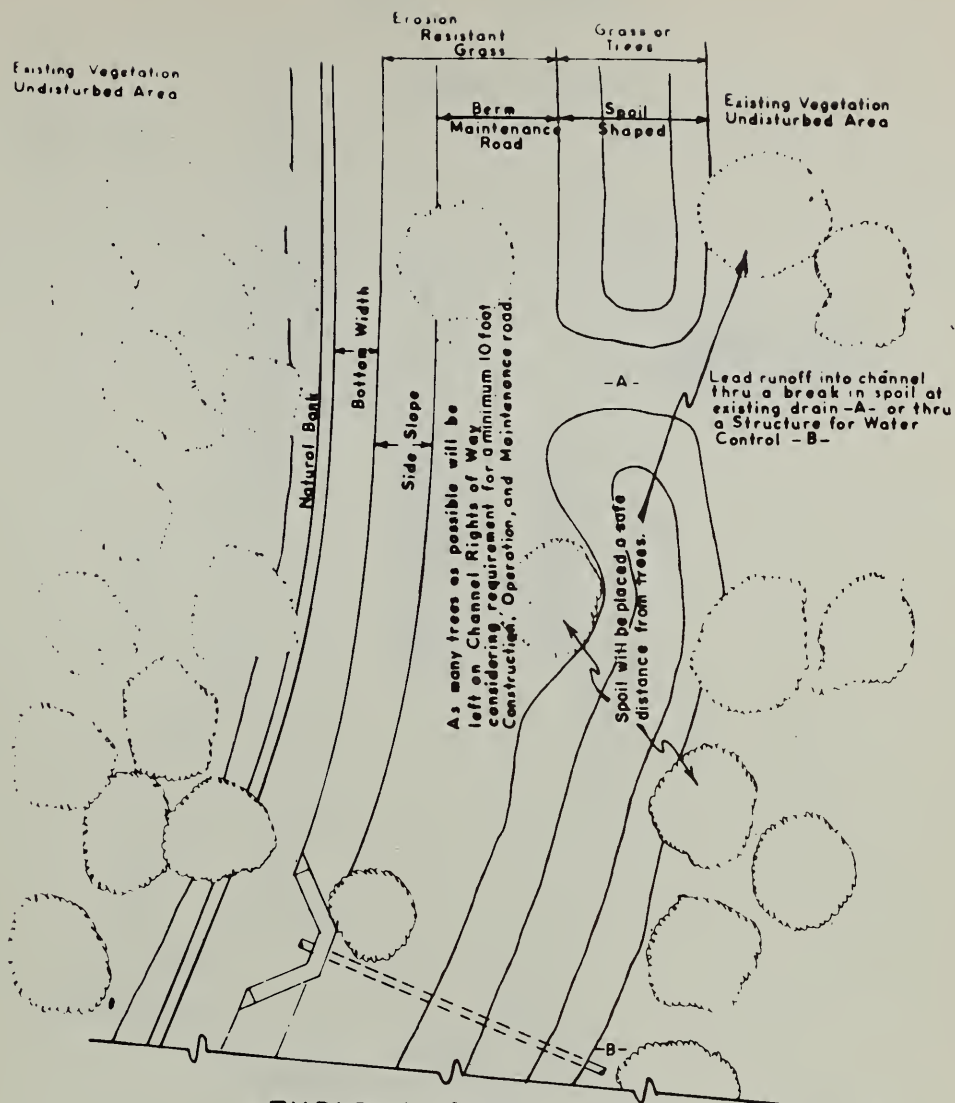 Erosion
Resistant
Grass
Grass or
Trees
Existing Vegetation
Undisturbed Area
Berm
Maintenance
Road
Spoil
Shaped
Existing Vegetation
Undisturbed Area
Natural Bank
Bottom Width
Side Slope
As many trees as possible will be
left on Channel Rights of Way
considering requirement for a minimum 10 foot
Construction, Operation, and Maintenance road.
-A-
Lead runoff into channel
thru a break in spoil at
existing drain -A- or thru
a Structure for Water
Control -B-
Spoil will be placed a safe
distance from trees.
-B-